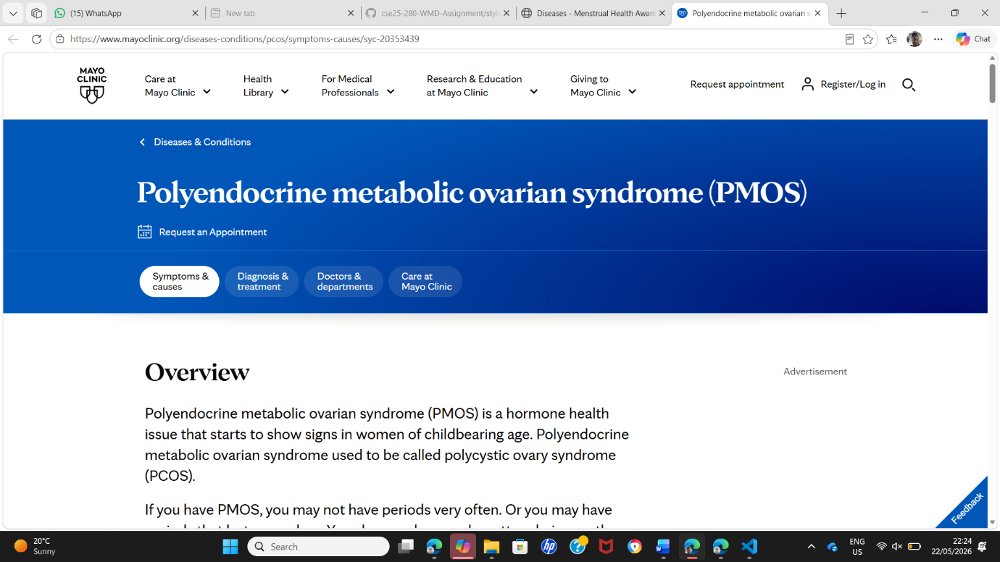 (15) WhatsApp
New tab
cse25-280-WMD-Assignment/style
Diseases - Menstrual Health Aware
Polyendocrine metabolic ovarian s
https://www.mayoclinic.org/diseases-conditions/pcos/symptoms-causes/syc-20353439
Chat
MAYO
CLINIC
Care at
Mayo Clinic
Health
Library
For Medical
Professionals
Research & Education
at Mayo Clinic
Giving to
Mayo Clinic
Request appointment
Register/Log in
Diseases & Conditions
Polyendocrine metabolic ovarian syndrome (PMOS)
Request an Appointment
Symptoms &
causes
Diagnosis &
treatment
Doctors &
departments
Care at
Mayo Clinic
Overview
Advertisement
Polyendocrine metabolic ovarian syndrome (PMOS) is a hormone health
issue that starts to show signs in women of childbearing age. Polyendocrine
metabolic ovarian syndrome used to be called polycystic ovary syndrome
(PCOS).
If you have PMOS, you may not have periods very often. Or you may have
Feedback
20°C
Sunny
Search
ENG
US
22:24
22/05/2026